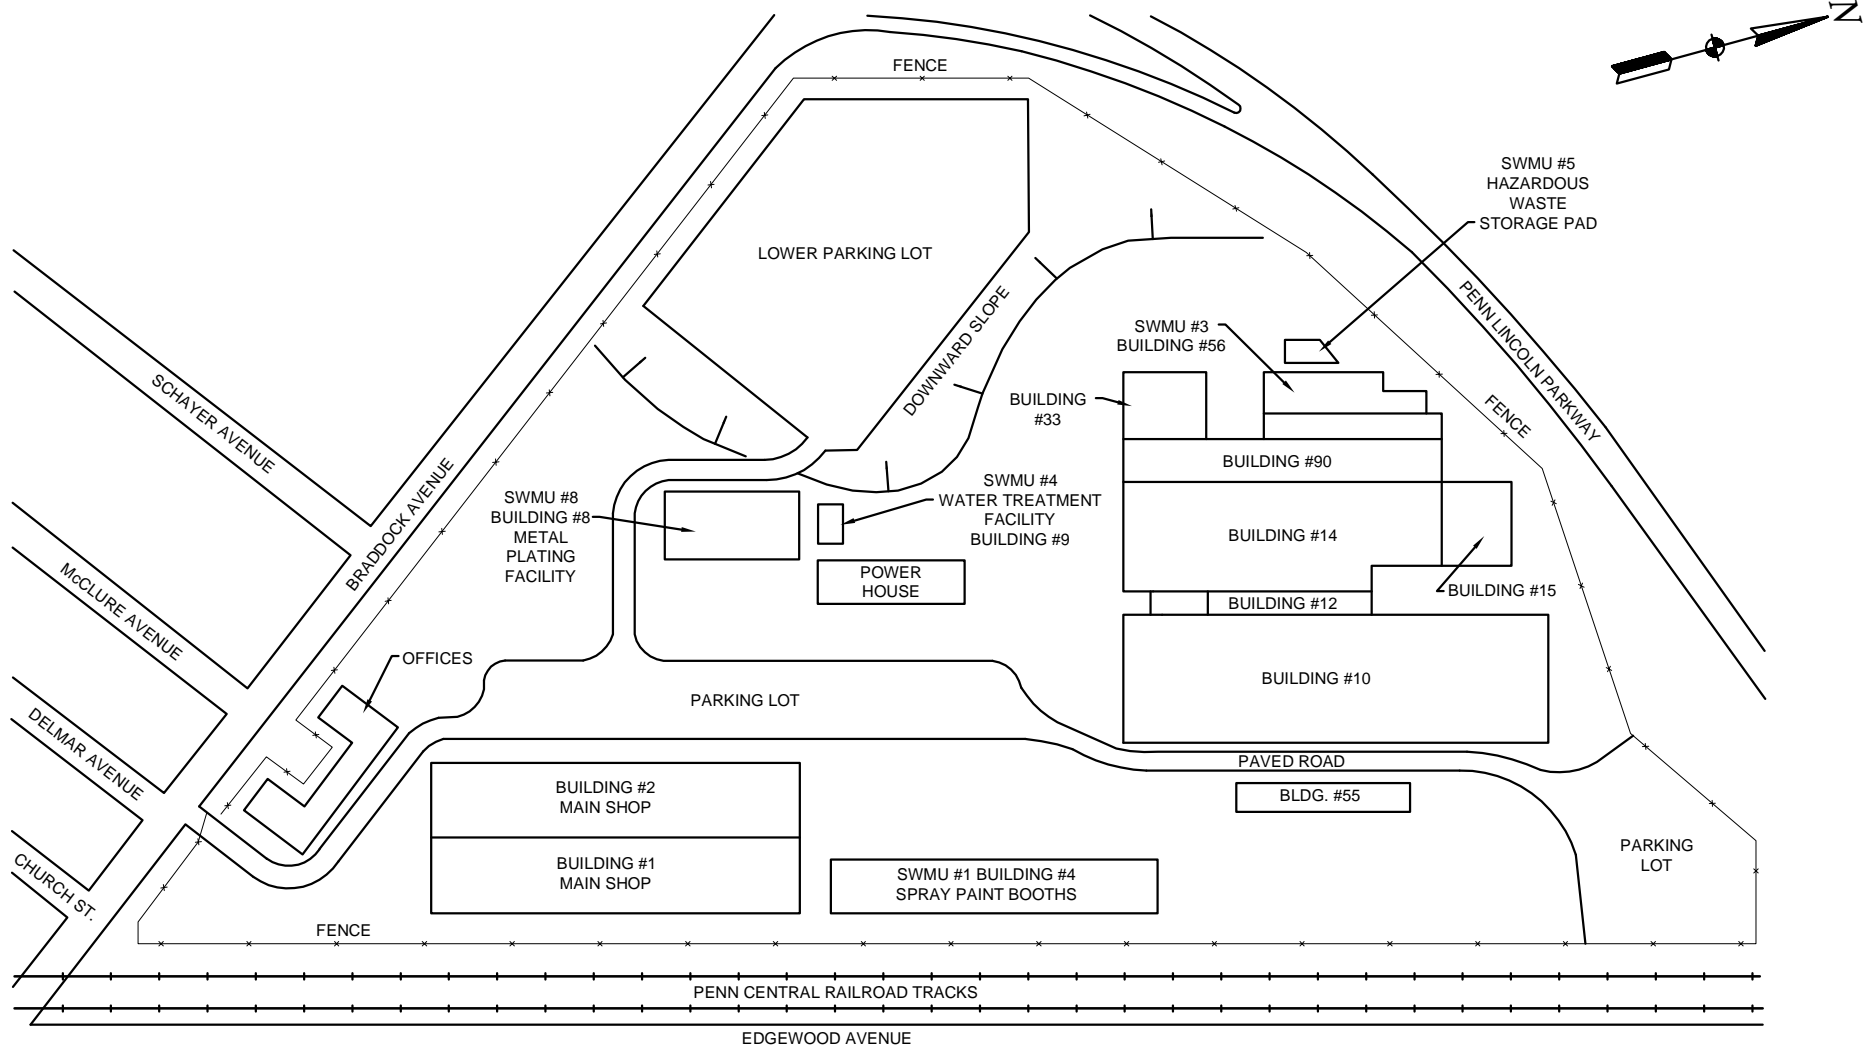 N
FENCE
SWMU #5
HAZARDOUS
WASTE
STORAGE PAD
LOWER PARKING LOT
DOWNWARD SLOPE
PENN LINCOLN PARKWAY
SWMU #3
BUILDING #56
SCHAYER AVENUE
BUILDING
#33
FENCE
BUILDING #90
BRADDOCK AVENUE
SWMU #8
BUILDING #8
METAL
PLATING
FACILITY
SWMU #4
WATER TREATMENT
FACILITY
BUILDING #9
BUILDING #14
POWER
HOUSE
BUILDING #15
BUILDING #12
McCLURE AVENUE
OFFICES
BUILDING #10
PARKING LOT
DELMAR AVENUE
PAVED ROAD
BUILDING #2
MAIN SHOP
BLDG. #55
BUILDING #1
MAIN SHOP
SWMU #1 BUILDING #4
SPRAY PAINT BOOTHS
PARKING
LOT
CHURCH ST.
FENCE
PENN CENTRAL RAILROAD TRACKS
EDGEWOOD AVENUE